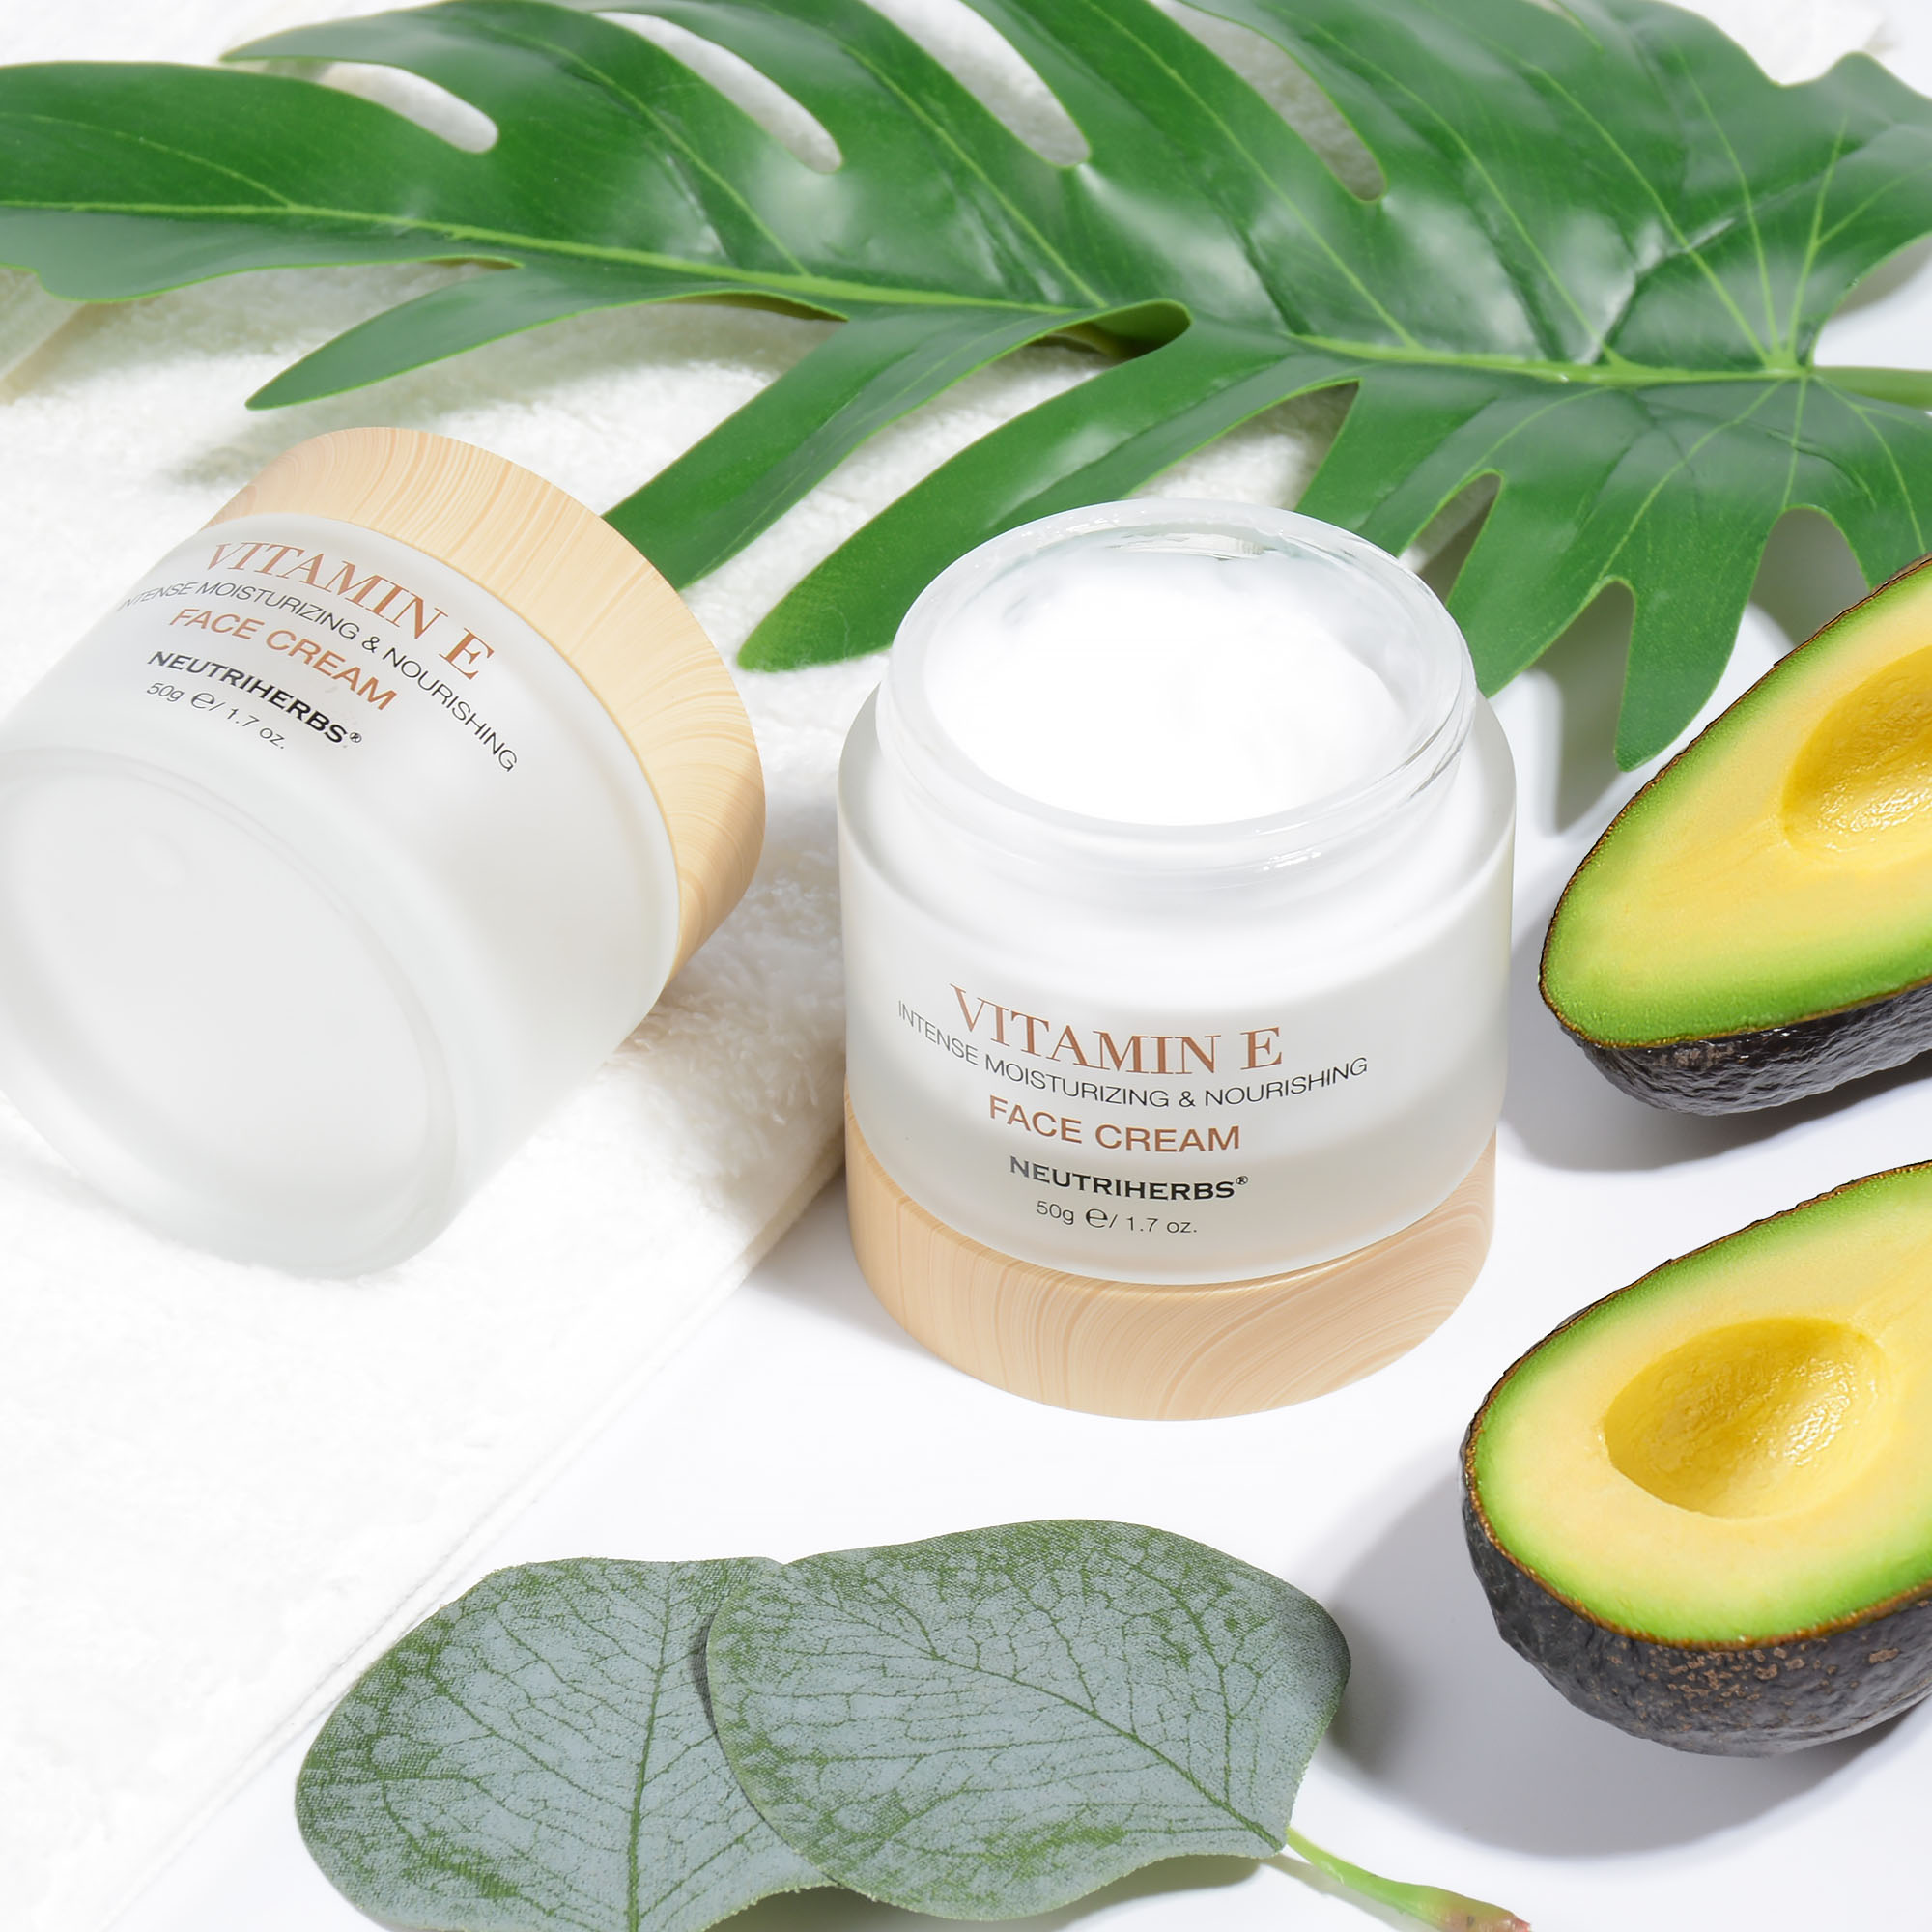 VITAMIN E
INTENSE MOISTURIZING & NOURISHING
FACE CREAM
NEUTRIHERBS®
50g ℮/ 1.7 oz.
VITAMIN E
INTENSE MOISTURIZING & NOURISHING
FACE CREAM
NEUTRIHERBS®
50g ℮/ 1.7 oz.